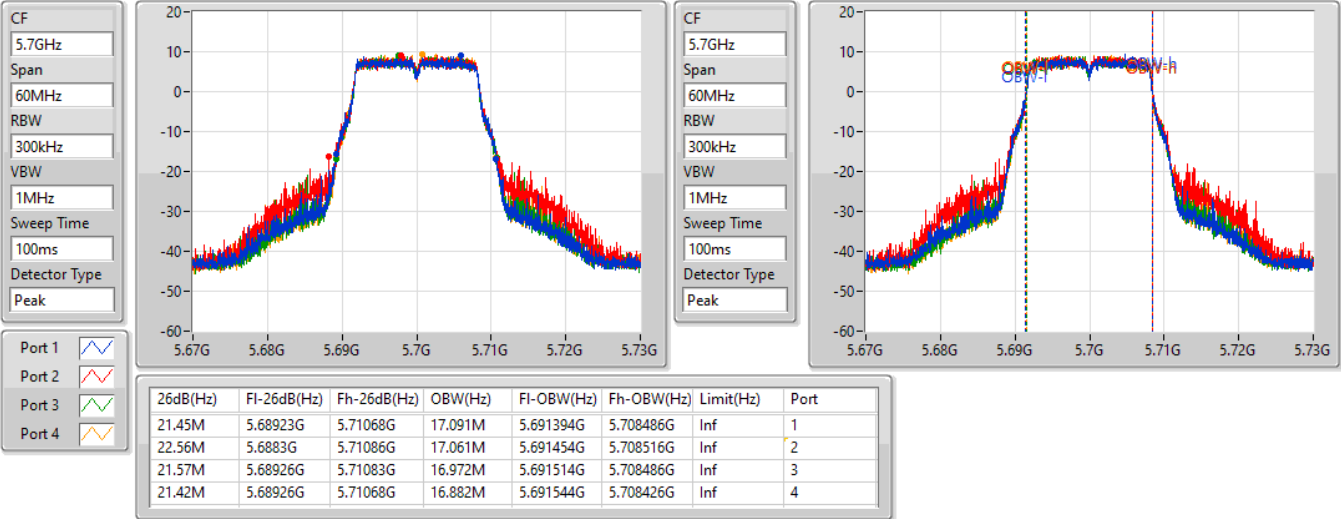 CF
5.7GHz
Span
60MHz
RBW
300kHz
VBW
1MHz
Sweep Time
100ms
Detector Type
Peak
20
10
0
-10
-20
-30
-40
-50
-60
5.67G 5.68G 5.69G 5.7G 5.71G 5.72G 5.73G
CF
5.7GHz
Span
60MHz
RBW
300kHz
VBW
1MHz
Sweep Time
100ms
Detector Type
Peak
20
10
0
-10
-20
-30
-40
-50
-60
OBW-l
OBW-h
5.67G 5.68G 5.69G 5.7G 5.71G 5.72G 5.73G
Port 1
Port 2
Port 3
Port 4
26dB(Hz) Fl-26dB(Hz) Fh-26dB(Hz) OBW(Hz) Fl-OBW(Hz) Fh-OBW(Hz) Limit(Hz) Port
21.45M 5.68923G 5.71068G 17.091M 5.691394G 5.708486G Inf 1
22.56M 5.6883G 5.71086G 17.061M 5.691454G 5.708516G Inf 2
21.57M 5.68926G 5.71083G 16.972M 5.691514G 5.708486G Inf 3
21.42M 5.68926G 5.71068G 16.882M 5.691544G 5.708426G Inf 4